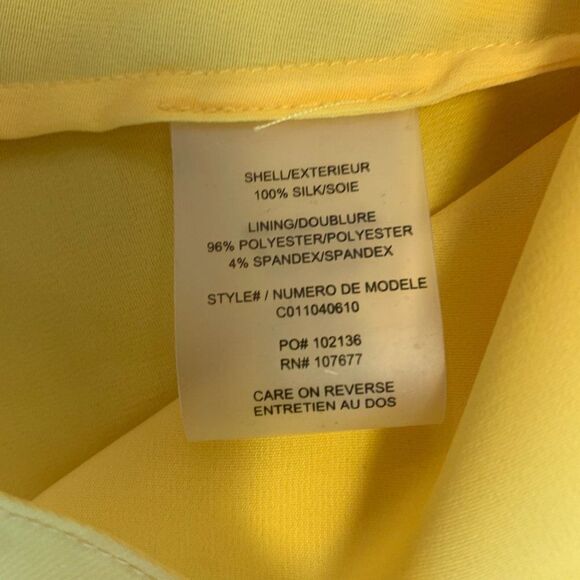 SHELL/EXTERIEUR
100% SILK/SOIE
LINING/DOUBLURE
96% POLYESTER/POLYESTER
4% SPANDEX/SPANDEX
STYLE# / NUMERO DE MODELE
C011040610
PO# 102136
RN# 107677
CARE ON REVERSE
ENTRETIEN AU DOS